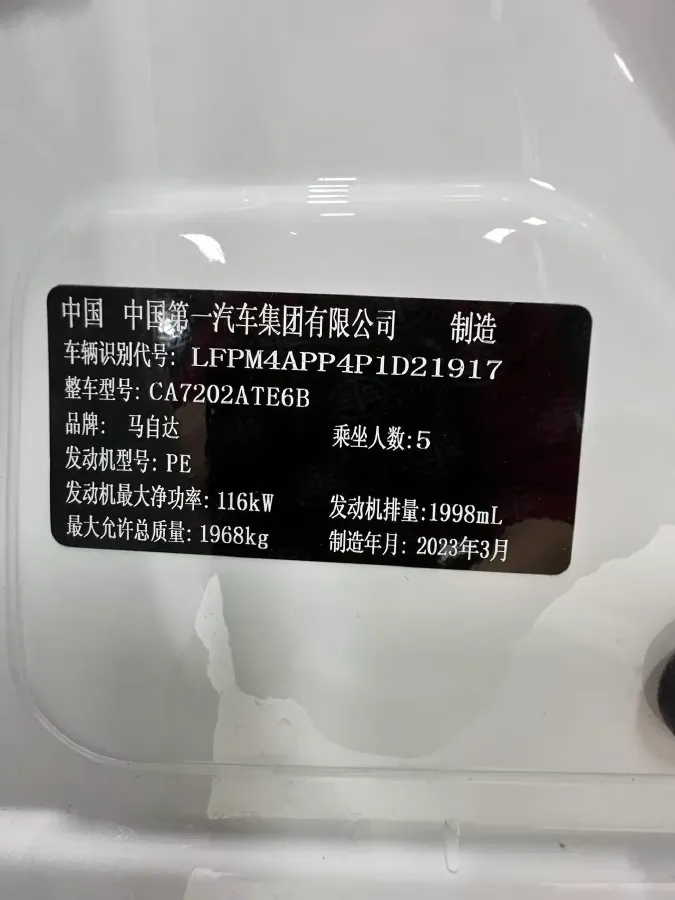 中国 中国第一汽车集团有限公司 制造
车辆识别代号: LFPM4APP4P1D21917
整车型号: CA7202ATE6B
品牌: 马自达 乘坐人数: 5
发动机型号: PE
发动机最大净功率: 116kW 发动机排量: 1998mL
最大允许总质量: 1968kg 制造年月: 2023年3月